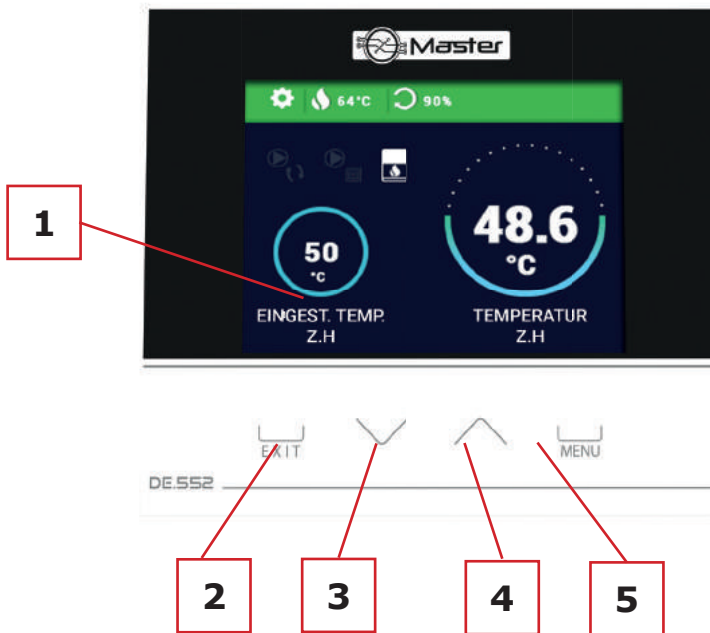 Master
64°C 90%
50
°C
EINGEST. TEMP.
Z.H
48.6
°C
TEMPERATUR
Z.H
1
EXIT
MENU
DE.552
2
3
4
5